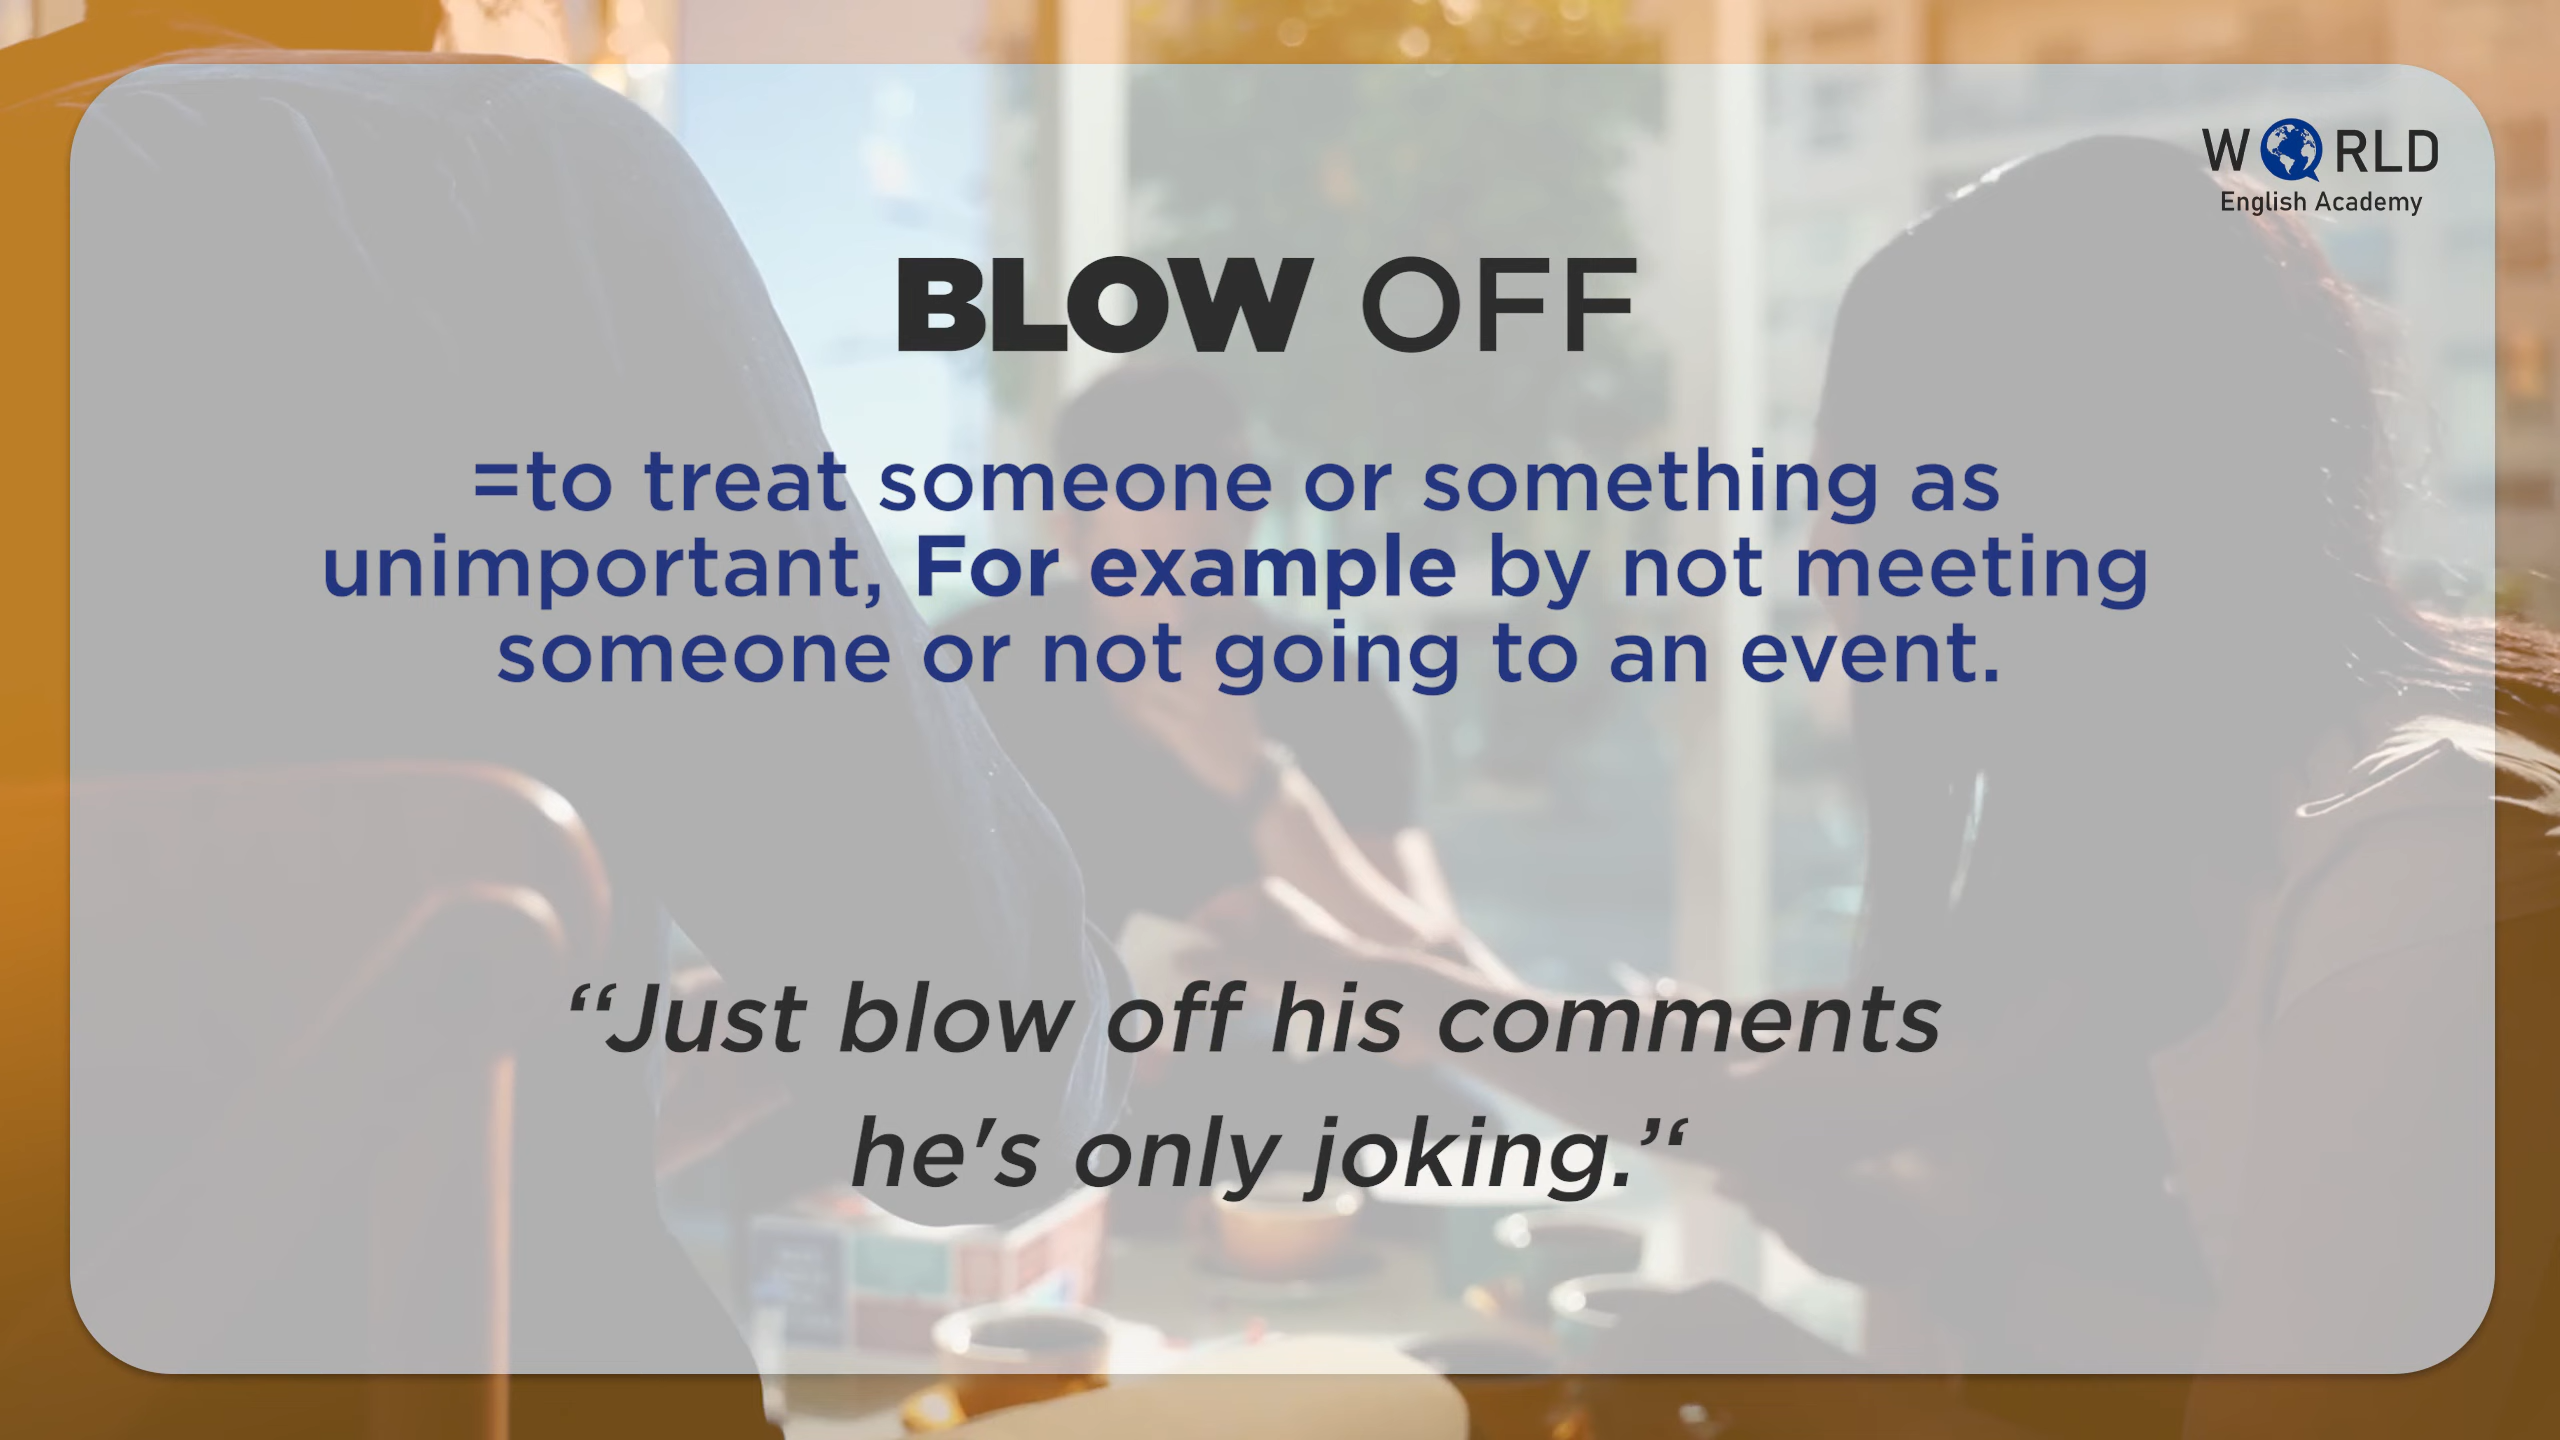 W RLD
English Academy
BLOW OFF
=to treat someone or something as
unimportant, For example by not meeting
someone or not going to an event.
“Just blow off his comments
he's only joking.’‘